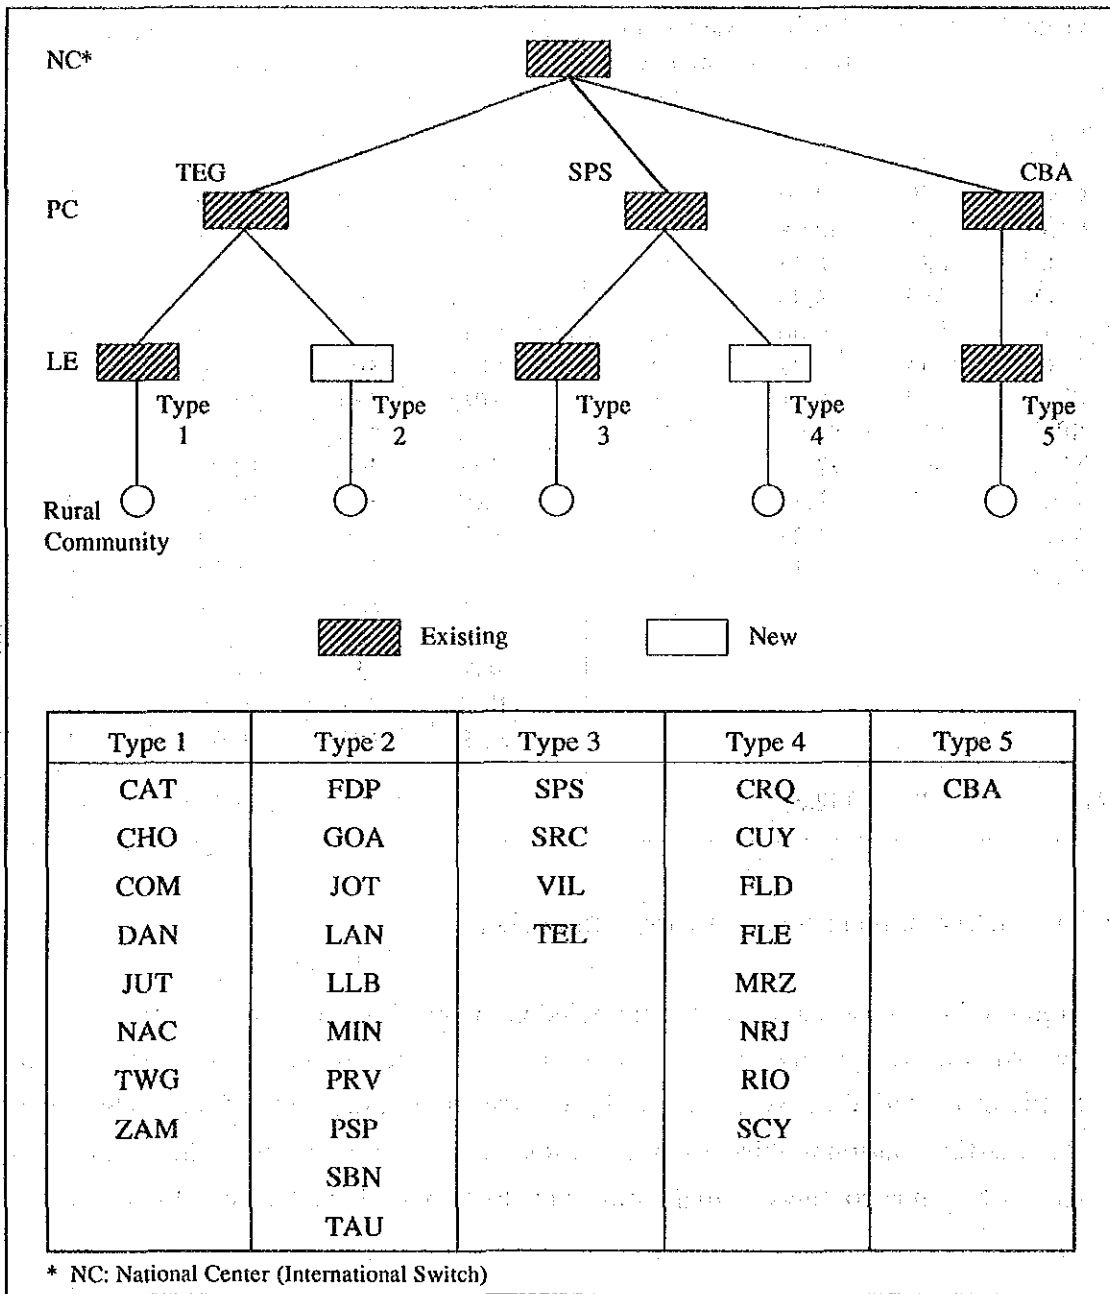 NC*
TEG SPS CBA
PC
LE
Type Type Type Type Type
1 2 3 4 5
Rural
Community
Existing New
Type 1 Type 2 Type 3 Type 4 Type 5
CAT FDP SPS CRQ CBA
CHO GOA SRC CUY
COM JOT VIL FLD
DAN LAN TEL FLE
JUT LLB MRZ
NAC MIN NRJ
TWG PRV RIO
ZAM PSP SCY
SBN
TAU
* NC: National Center (International Switch)